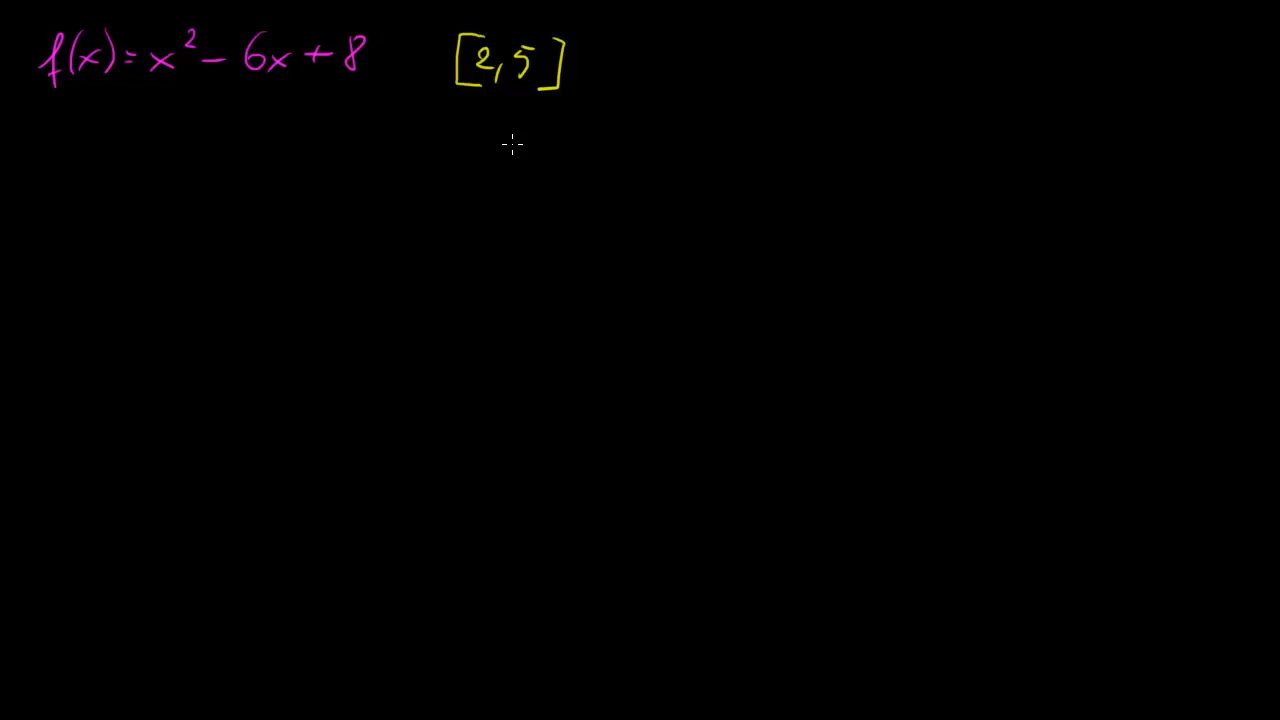 f(x) = x² - 6x + 8 [2,5]